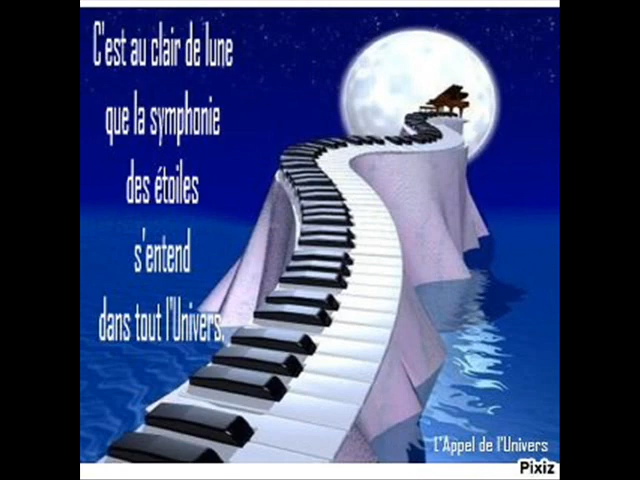 C'est au clair de lune
que la symphonie
des étoiles
s'entend
dans tout l'Univers.
L'Appel de l'Univers
Pixiz